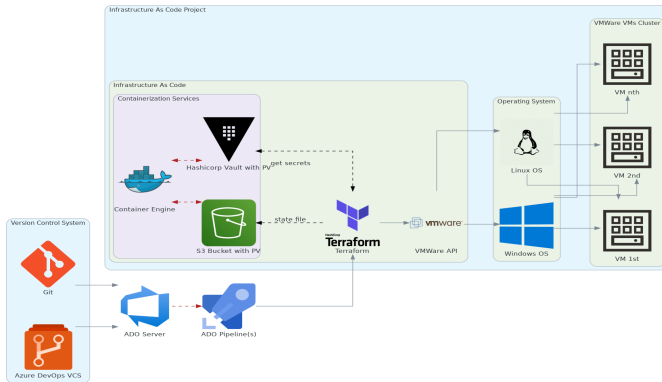 Infrastructure As Code Project
VMWare VMs Cluster
VM nth
Infrastructure As Code
Containerization Services
Operating System
Hashicorp Vault with PV
get secrets
Linux OS
VM 2nd
Container Engine
S3 Bucket with PV
state file
HashiCorp
Terraform
Terraform
vmware
VMWare API
Windows OS
VM 1st
Version Control System
Git
ADO Server
ADO Pipeline(s)
Azure DevOps VCS